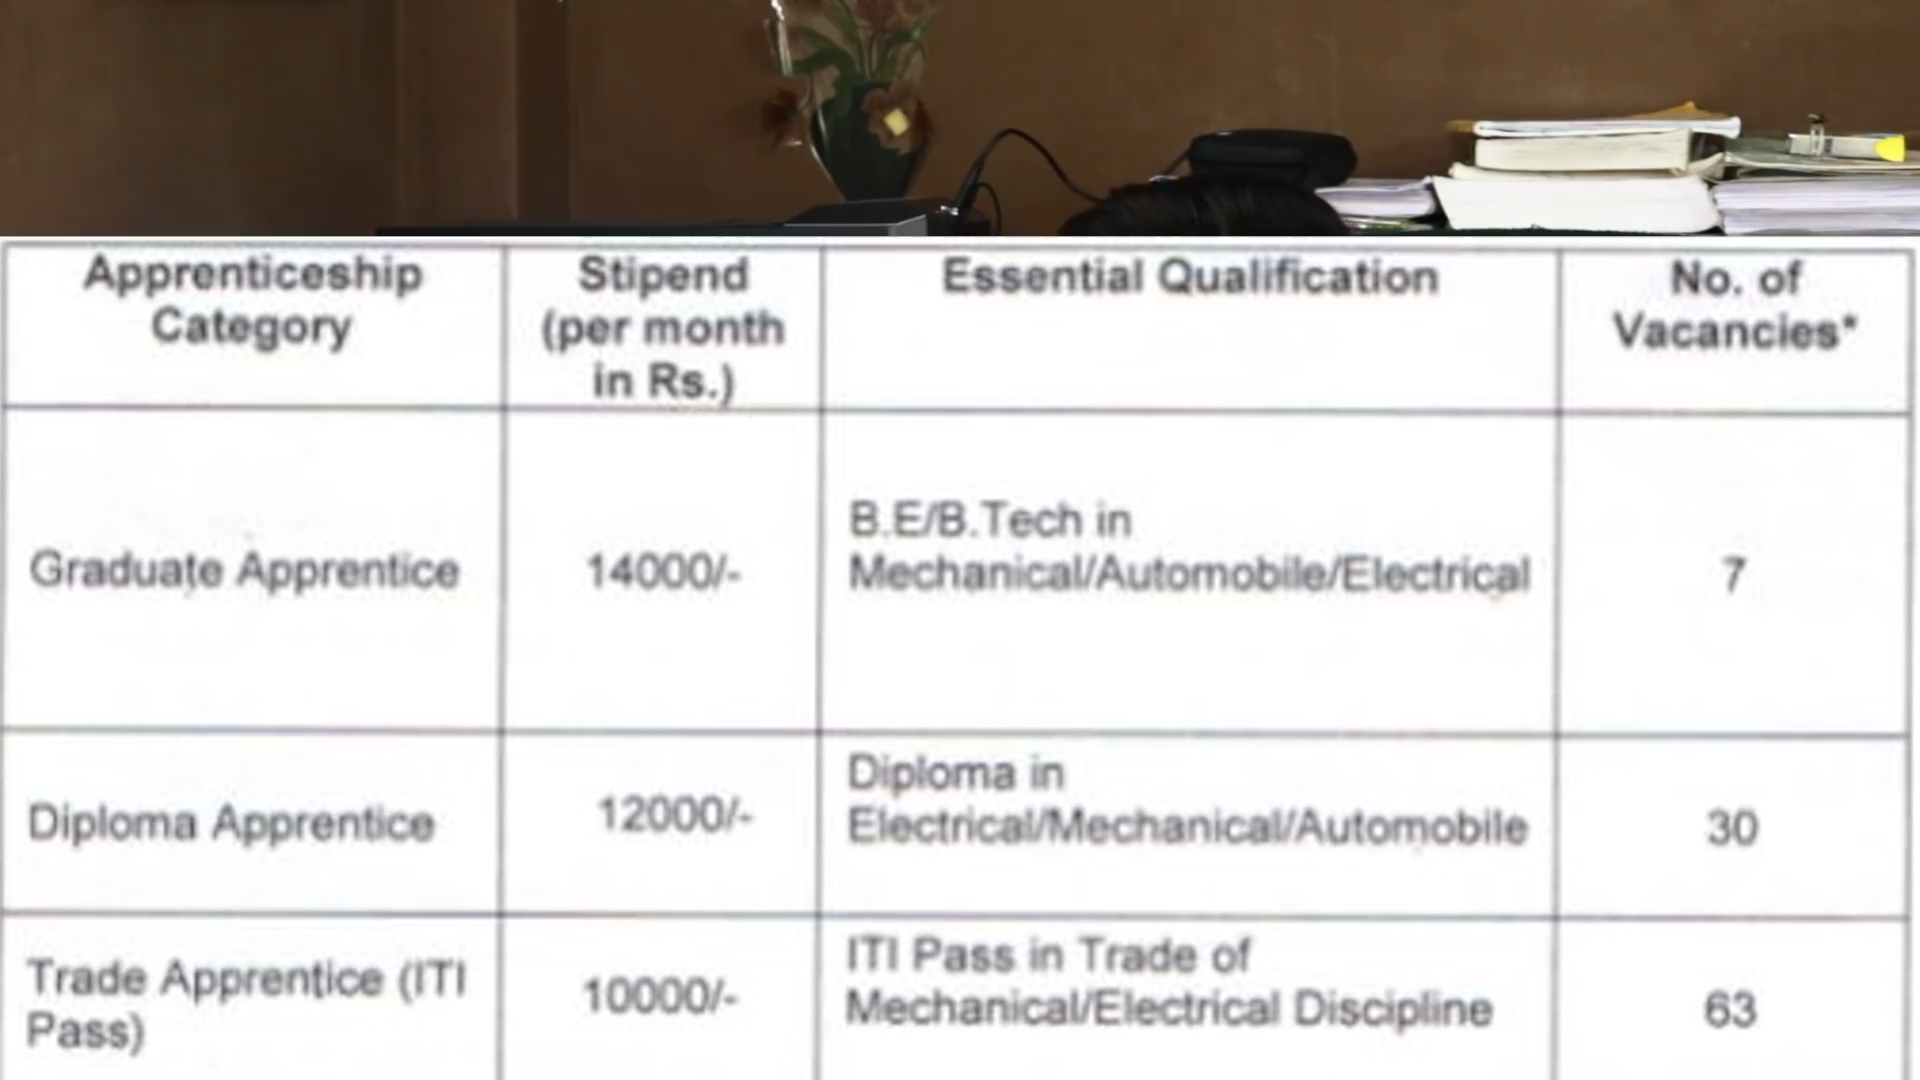 Apprenticeship
Category
Stipend
(per month
in Rs.)
Essential Qualification
No. of
Vacancies*
Graduate Apprentice
14000/-
B.E/B.Tech in
Mechanical/Automobile/Electrical
7
Diploma Apprentice
12000/-
Diploma in
Electrical/Mechanical/Automobile
30
Trade Apprentice (ITI
Pass)
10000/-
ITI Pass in Trade of
Mechanical/Electrical Discipline
63